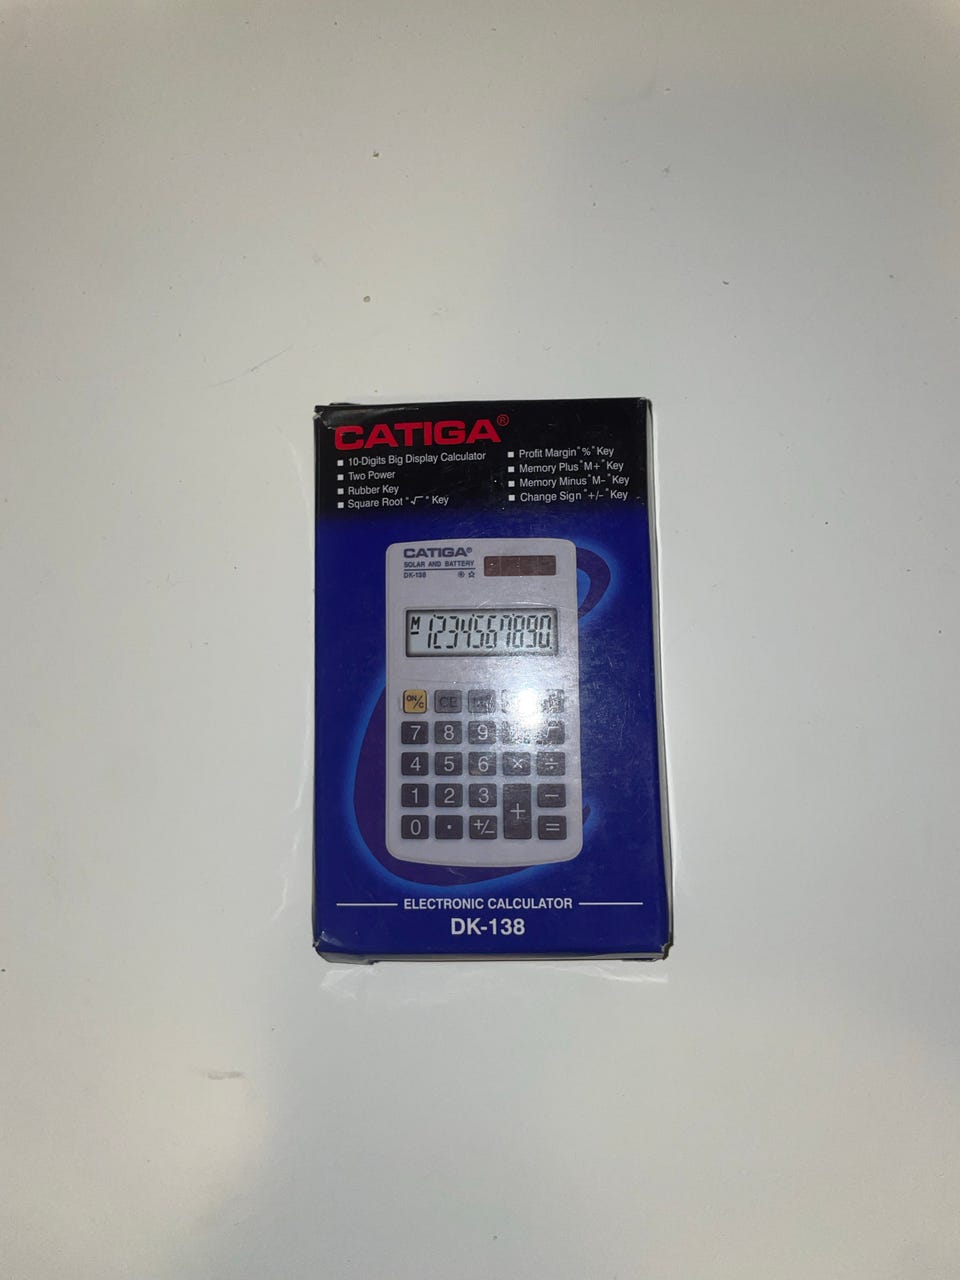 CATIGA®
■ 10-Digits Big Display Calculator
■ Two Power
■ Rubber Key
■ Square Root "√‾" Key
■ Profit Margin "%" Key
■ Memory Plus "M+" Key
■ Memory Minus "M–" Key
■ Change Sign "+/–" Key
CATIGA®
SOLAR AND BATTERY
DK-138
M – 1234567890.
ON/C CE
7 8 9
4 5 6 × ÷
1 2 3 + −
0 · +/− =
ELECTRONIC CALCULATOR
DK-138